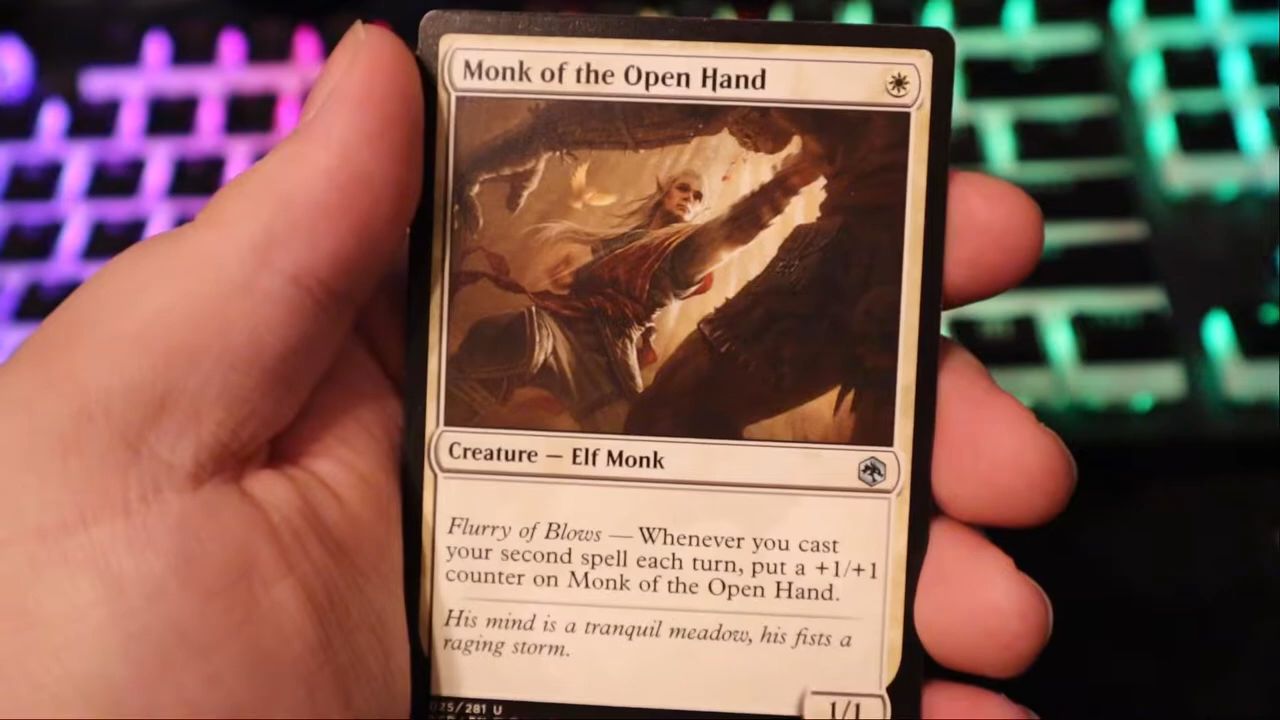 Monk of the Open Hand
Creature — Elf Monk
Flurry of Blows — Whenever you cast
your second spell each turn, put a +1/+1
counter on Monk of the Open Hand.
His mind is a tranquil meadow, his fists a
raging storm.
025/281 U
1/1